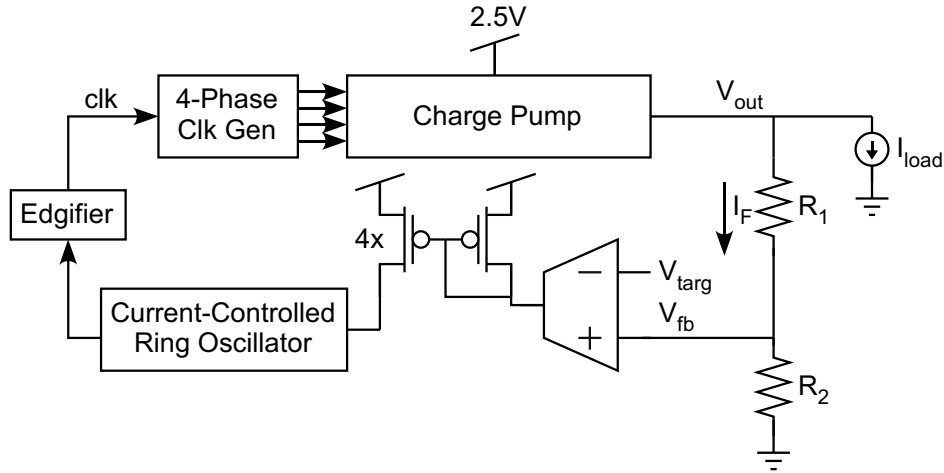 2.5V
clk
4-Phase
Clk Gen
Charge Pump
Vout
Iload
Edgifier
4x
IF
R1
Vtarg
Vfb
Current-Controlled
Ring Oscillator
R2